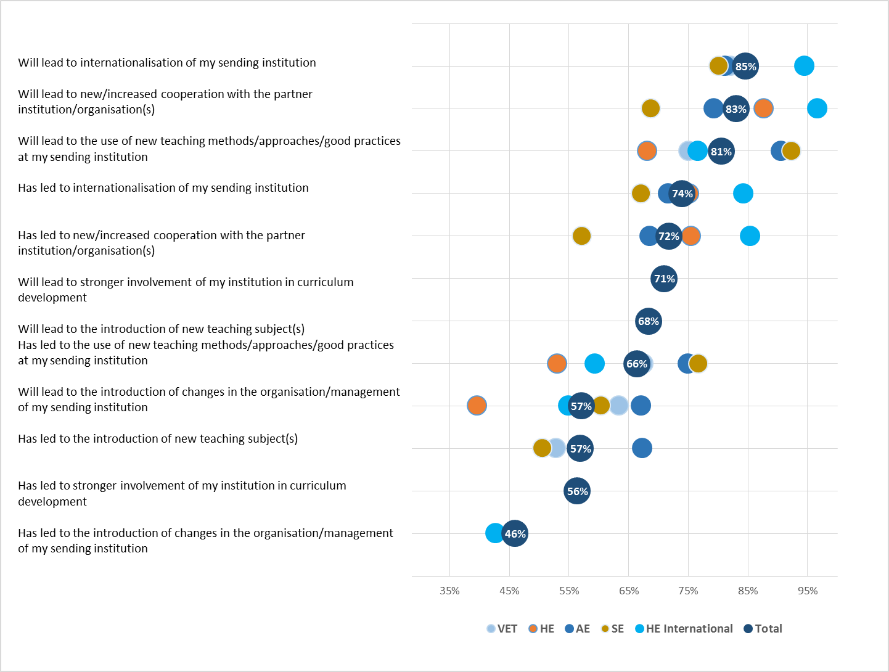 Will lead to internationalisation of my sending institution
85%
Will lead to new/increased cooperation with the partner
institution/organisation(s)
83%
Will lead to the use of new teaching methods/approaches/good practices
at my sending institution
81%
Has led to internationalisation of my sending institution
74%
Has led to new/increased cooperation with the partner
institution/organisation(s)
72%
Will lead to stronger involvement of my institution in curriculum
development
71%
Will lead to the introduction of new teaching subject(s)
68%
Has led to the use of new teaching methods/approaches/good practices
at my sending institution
66%
Will lead to the introduction of changes in the organisation/management
of my sending institution
57%
Has led to the introduction of new teaching subject(s)
57%
Has led to stronger involvement of my institution in curriculum
development
56%
Has led to the introduction of changes in the organisation/management
of my sending institution
46%
35% 45% 55% 65% 75% 85% 95%
VET HE AE SE HE International Total